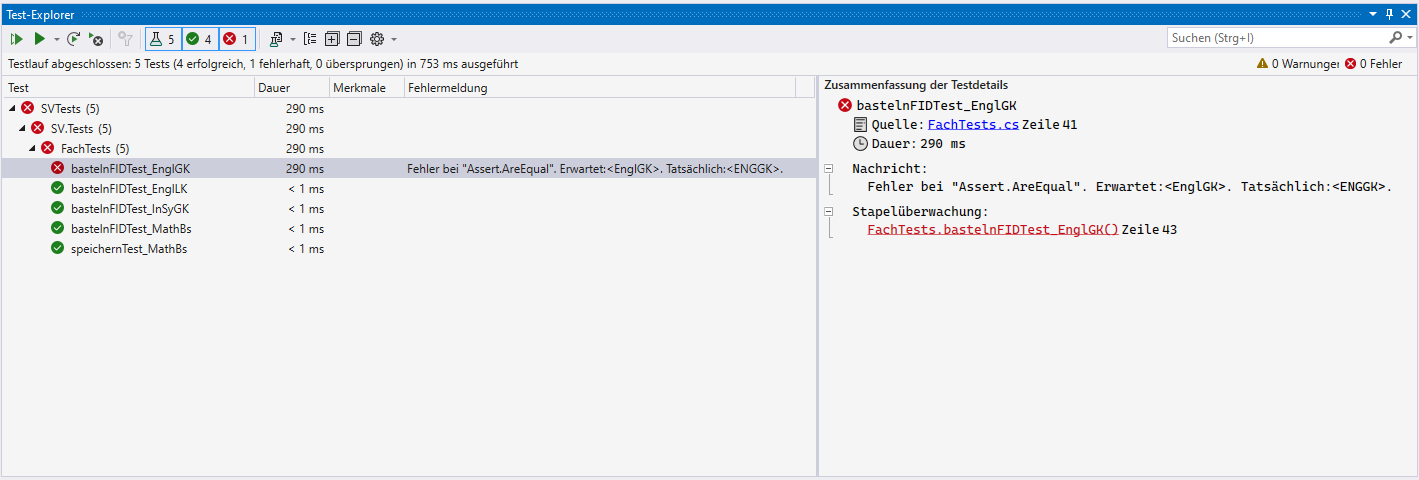 Test-Explorer
5 4 1
Suchen (Strg+I)
Testlauf abgeschlossen: 5 Tests (4 erfolgreich, 1 fehlerhaft, 0 übersprungen) in 753 ms ausgeführt
0 Warnunger 0 Fehler
Test Dauer Merkmale Fehlermeldung
SVTests (5) 290 ms
SV.Tests (5) 290 ms
FachTests (5) 290 ms
bastelnFIDTest_EnglGK 290 ms Fehler bei "Assert.AreEqual". Erwartet:<EnglGK>. Tatsächlich:<ENGGK>.
bastelnFIDTest_EnglLK < 1 ms
bastelnFIDTest_InSyGK < 1 ms
bastelnFIDTest_MathBs < 1 ms
speichernTest_MathBs < 1 ms
Zusammenfassung der Testdetails
bastelnFIDTest_EnglGK
Quelle: FachTests.cs Zeile 41
Dauer: 290 ms
Nachricht:
Fehler bei "Assert.AreEqual". Erwartet:<EnglGK>. Tatsächlich:<ENGGK>.
Stapelüberwachung:
FachTests.bastelnFIDTest_EnglGK() Zeile 43